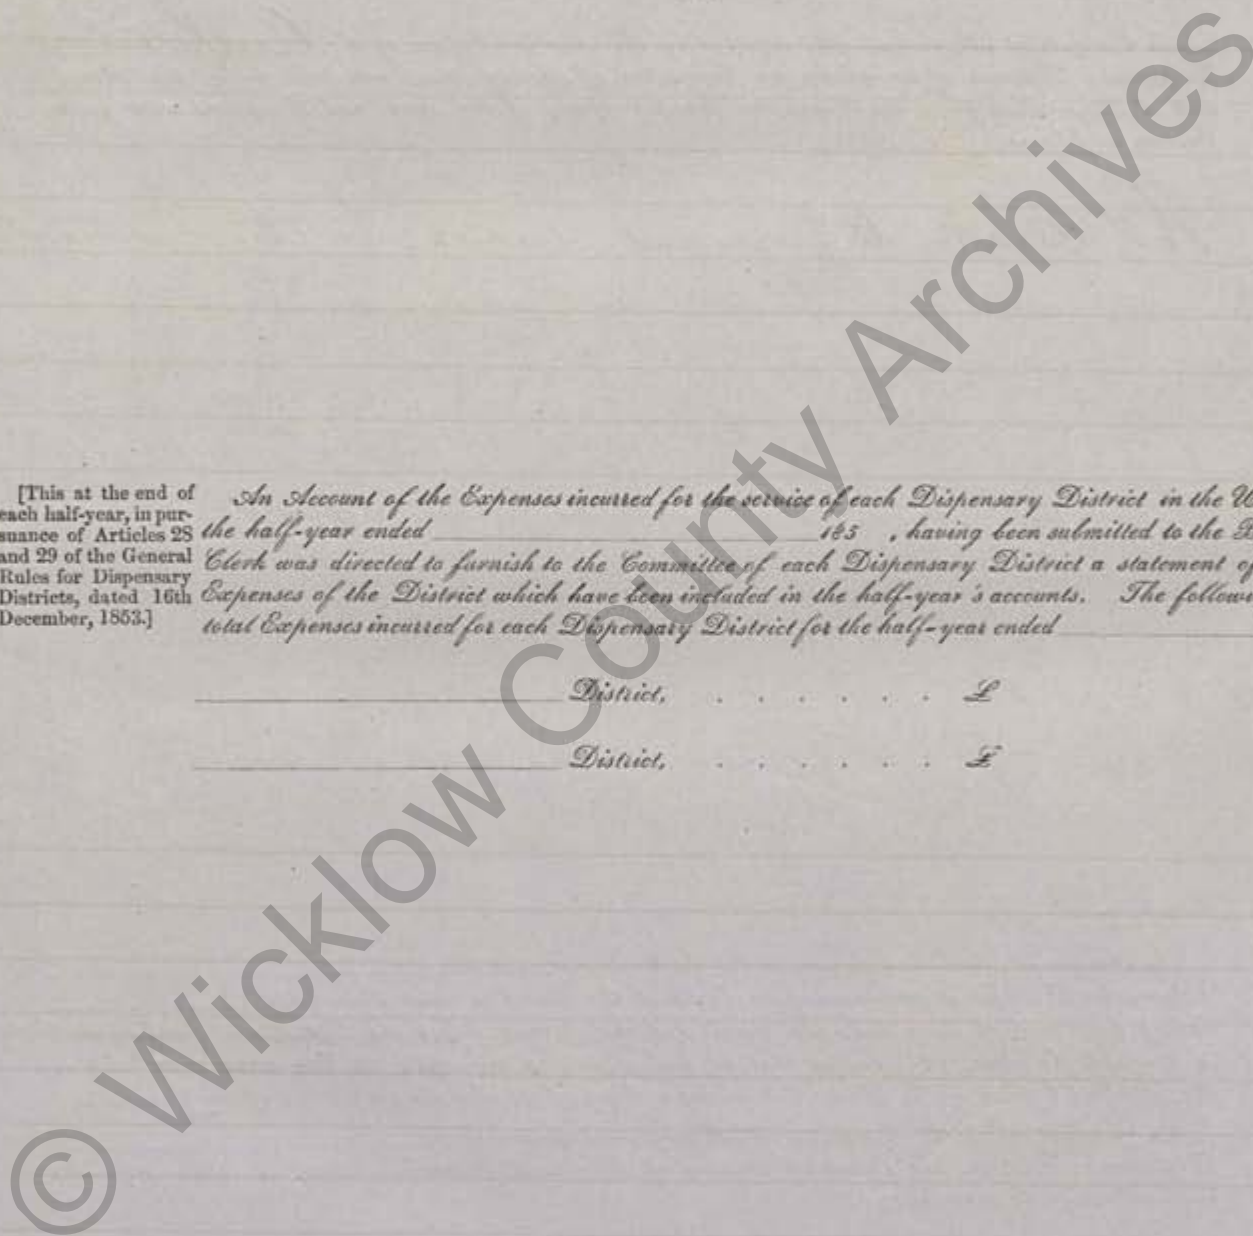 [This at the end of
each half-year, in pur-
suance of Articles 28
and 29 of the General
Rules for Dispensary
Districts, dated 16th
December, 1853.]
An Account of the Expenses incurred for the service of each Dispensary District in the U
the half-year ended 185 , having been submitted to the B
Clerk was directed to furnish to the Committee of each Dispensary District a statement of
Expenses of the District which have been included in the half-year's accounts. The followi
total Expenses incurred for each Dispensary District for the half-year ended
District, . . . . . . £
District, . . . . . . £
© Wicklow County Archives